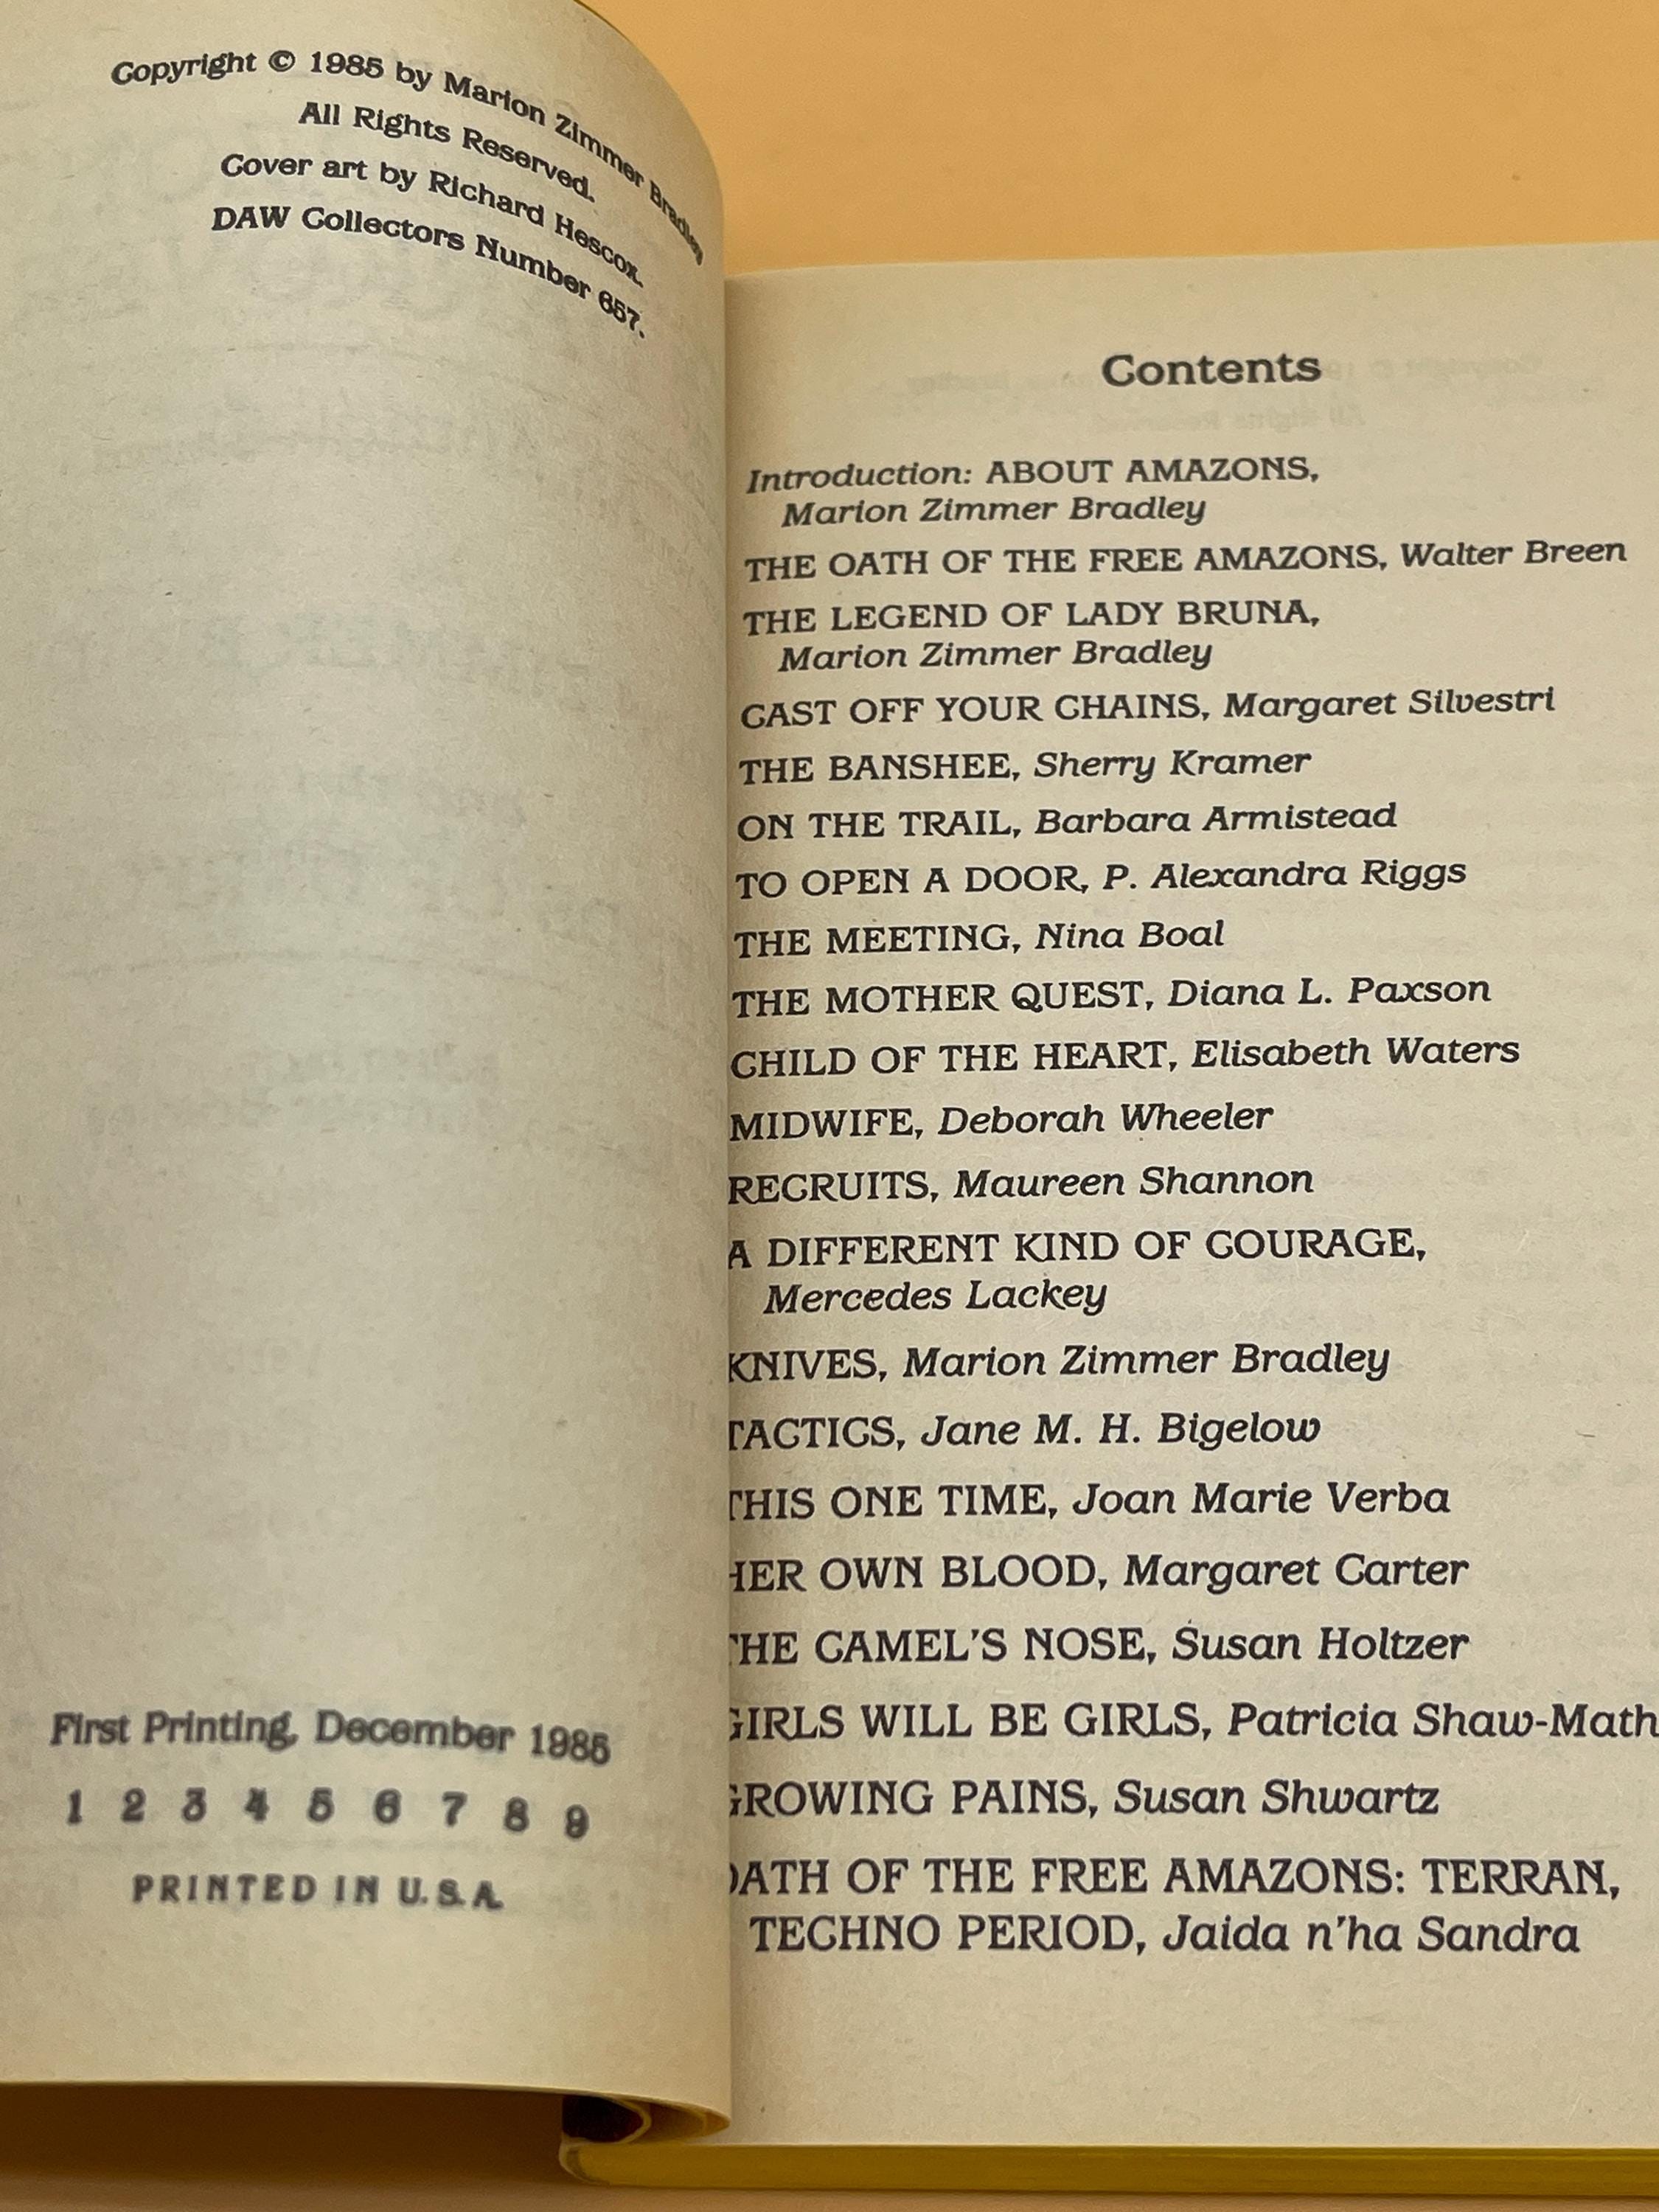 Copyright © 1985 by Marion Zimmer Bradley
All Rights Reserved.
Cover art by Richard Hescox.
DAW Collectors Number 657.
First Printing, December 1985
1 2 3 4 5 6 7 8 9
PRINTED IN U.S.A.
Contents
Introduction: ABOUT AMAZONS,
Marion Zimmer Bradley
THE OATH OF THE FREE AMAZONS, Walter Breen
THE LEGEND OF LADY BRUNA,
Marion Zimmer Bradley
CAST OFF YOUR CHAINS, Margaret Silvestri
THE BANSHEE, Sherry Kramer
ON THE TRAIL, Barbara Armistead
TO OPEN A DOOR, P. Alexandra Riggs
THE MEETING, Nina Boal
THE MOTHER QUEST, Diana L. Paxson
CHILD OF THE HEART, Elisabeth Waters
MIDWIFE, Deborah Wheeler
RECRUITS, Maureen Shannon
A DIFFERENT KIND OF COURAGE,
Mercedes Lackey
KNIVES, Marion Zimmer Bradley
TACTICS, Jane M. H. Bigelow
THIS ONE TIME, Joan Marie Verba
HER OWN BLOOD, Margaret Carter
THE CAMEL'S NOSE, Susan Holtzer
GIRLS WILL BE GIRLS, Patricia Shaw-Math
GROWING PAINS, Susan Shwartz
OATH OF THE FREE AMAZONS: TERRAN,
TECHNO PERIOD, Jaida n'ha Sandra